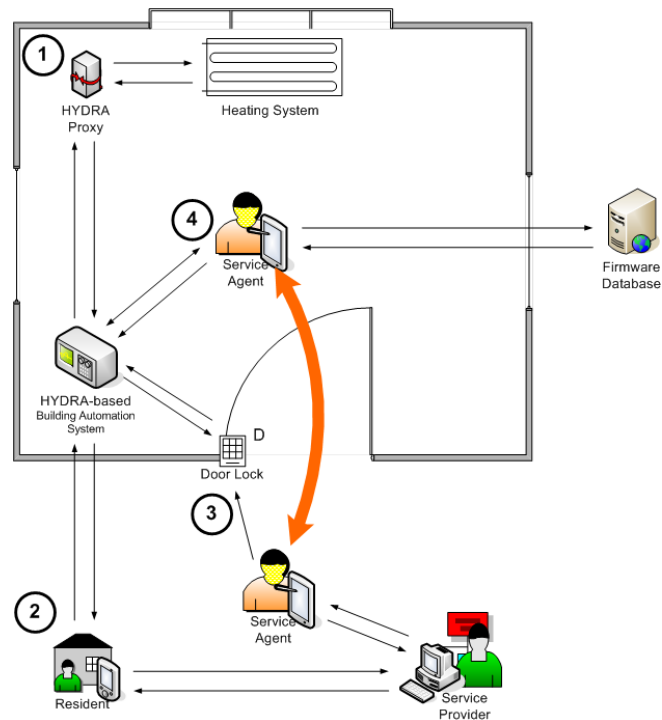 1
HYDRA
Proxy
Heating System
4
Service
Agent
Firmware
Database
HYDRA-based
Building Automation
System
D
Door Lock
3
2
Service
Agent
Resident
Service
Provider